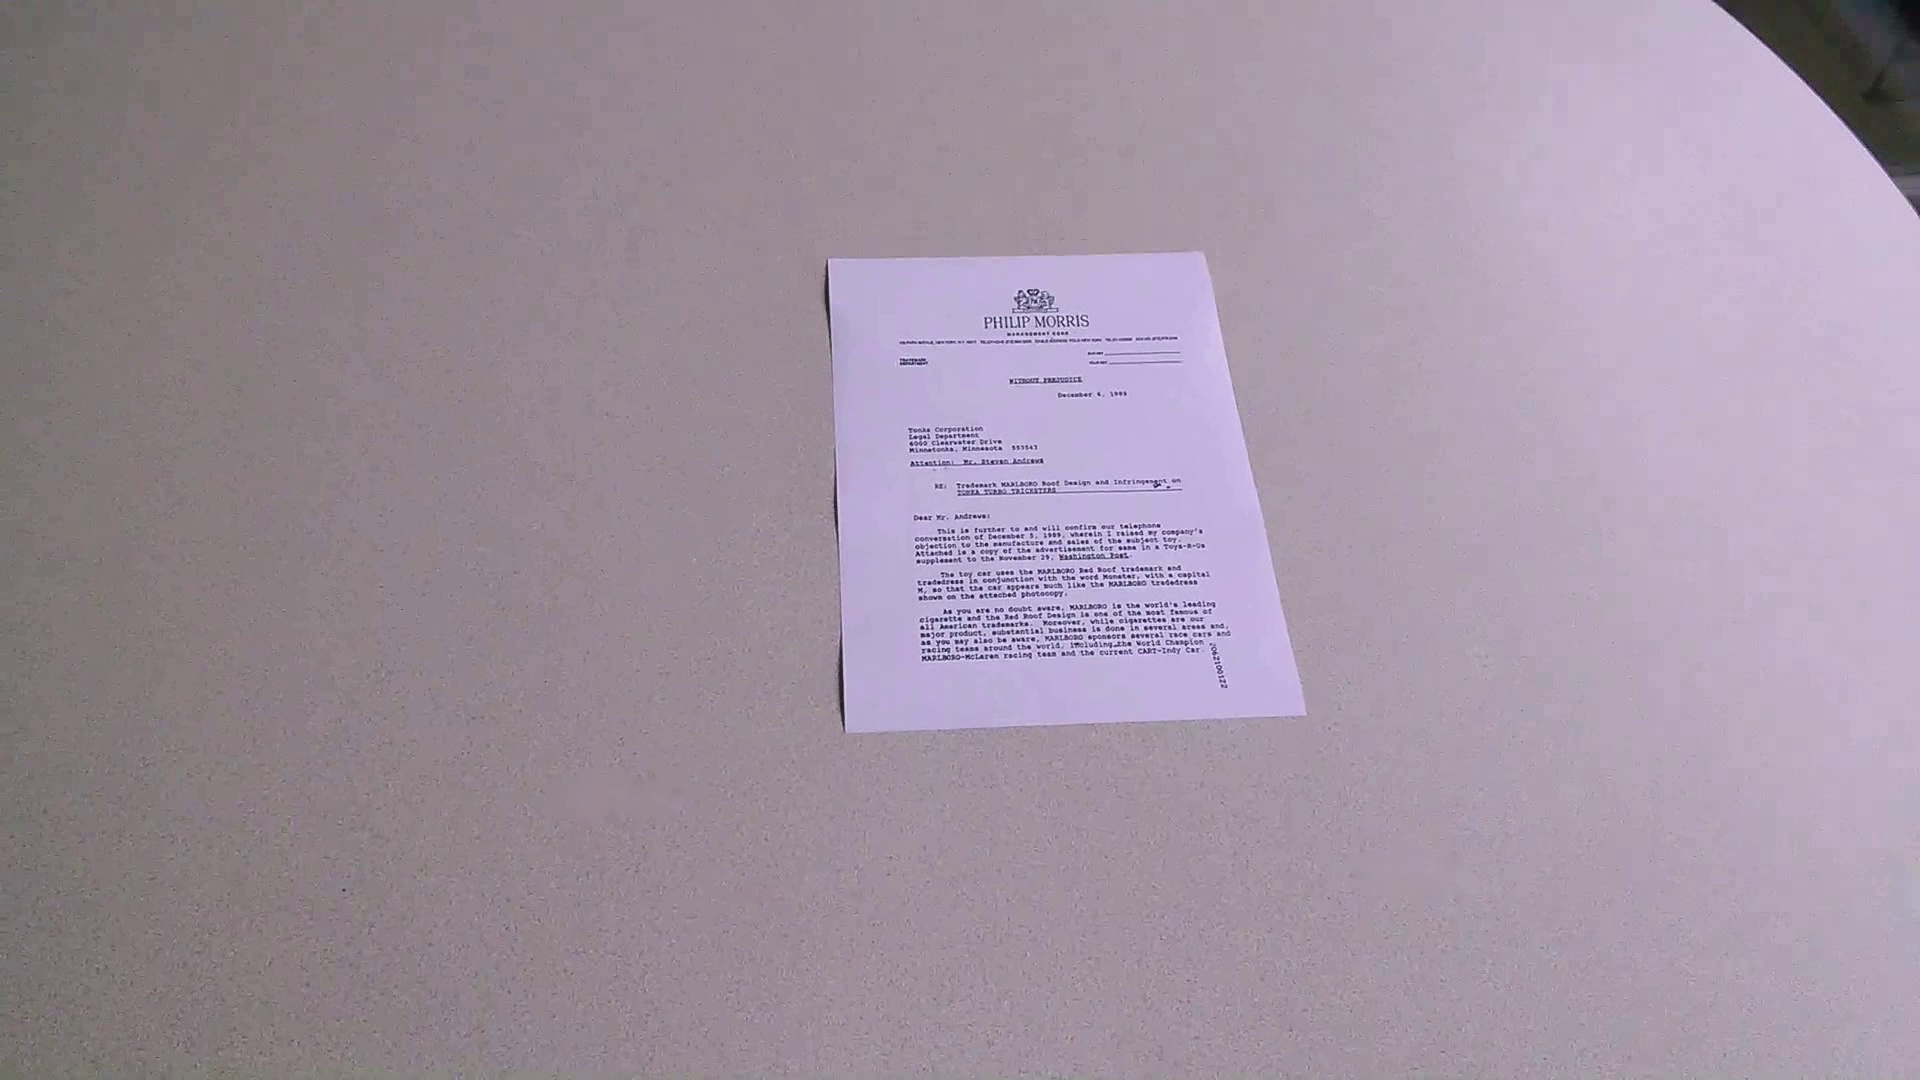 PHILIP MORRIS
MANAGEMENT CORP.
TRADEMARK
DEPARTMENT
OUR REF.
YOUR REF.
WITHOUT PREJUDICE
December 6, 1989
Tonka Corporation
Legal Department
6000 Clearwater Drive
Minnetonka, Minnesota 553543
Attention: Mr. Steven Andrews
RE: Trademark MARLBORO Roof Design and Infringement on
TONKA TURBO TRICKSTERS
Dear Mr. Andrews:
This is further to and will confirm our telephone
conversation of December 5, 1989, wherein I raised my company's
objection to the manufacture and sales of the subject toy.
Attached is a copy of the advertisement for same in a Toys-R-Us
supplement to the November 29, Washington Post.
The toy car uses the MARLBORO Red Roof trademark and
tradedress in conjunction with the word Monster, with a capital
M, so that the car appears much like the MARLBORO tradedress
shown on the attached photocopy.
As you are no doubt aware, MARLBORO is the world's leading
cigarette and the Red Roof Design is one of the most famous of
all American trademarks. Moreover, while cigarettes are our
major product, substantial business is done in several areas and,
as you may also be aware, MARLBORO sponsors several race cars and
racing teams around the world, including the World Champion
MARLBORO-McLaren racing team and the current CART-Indy Car
2062100122